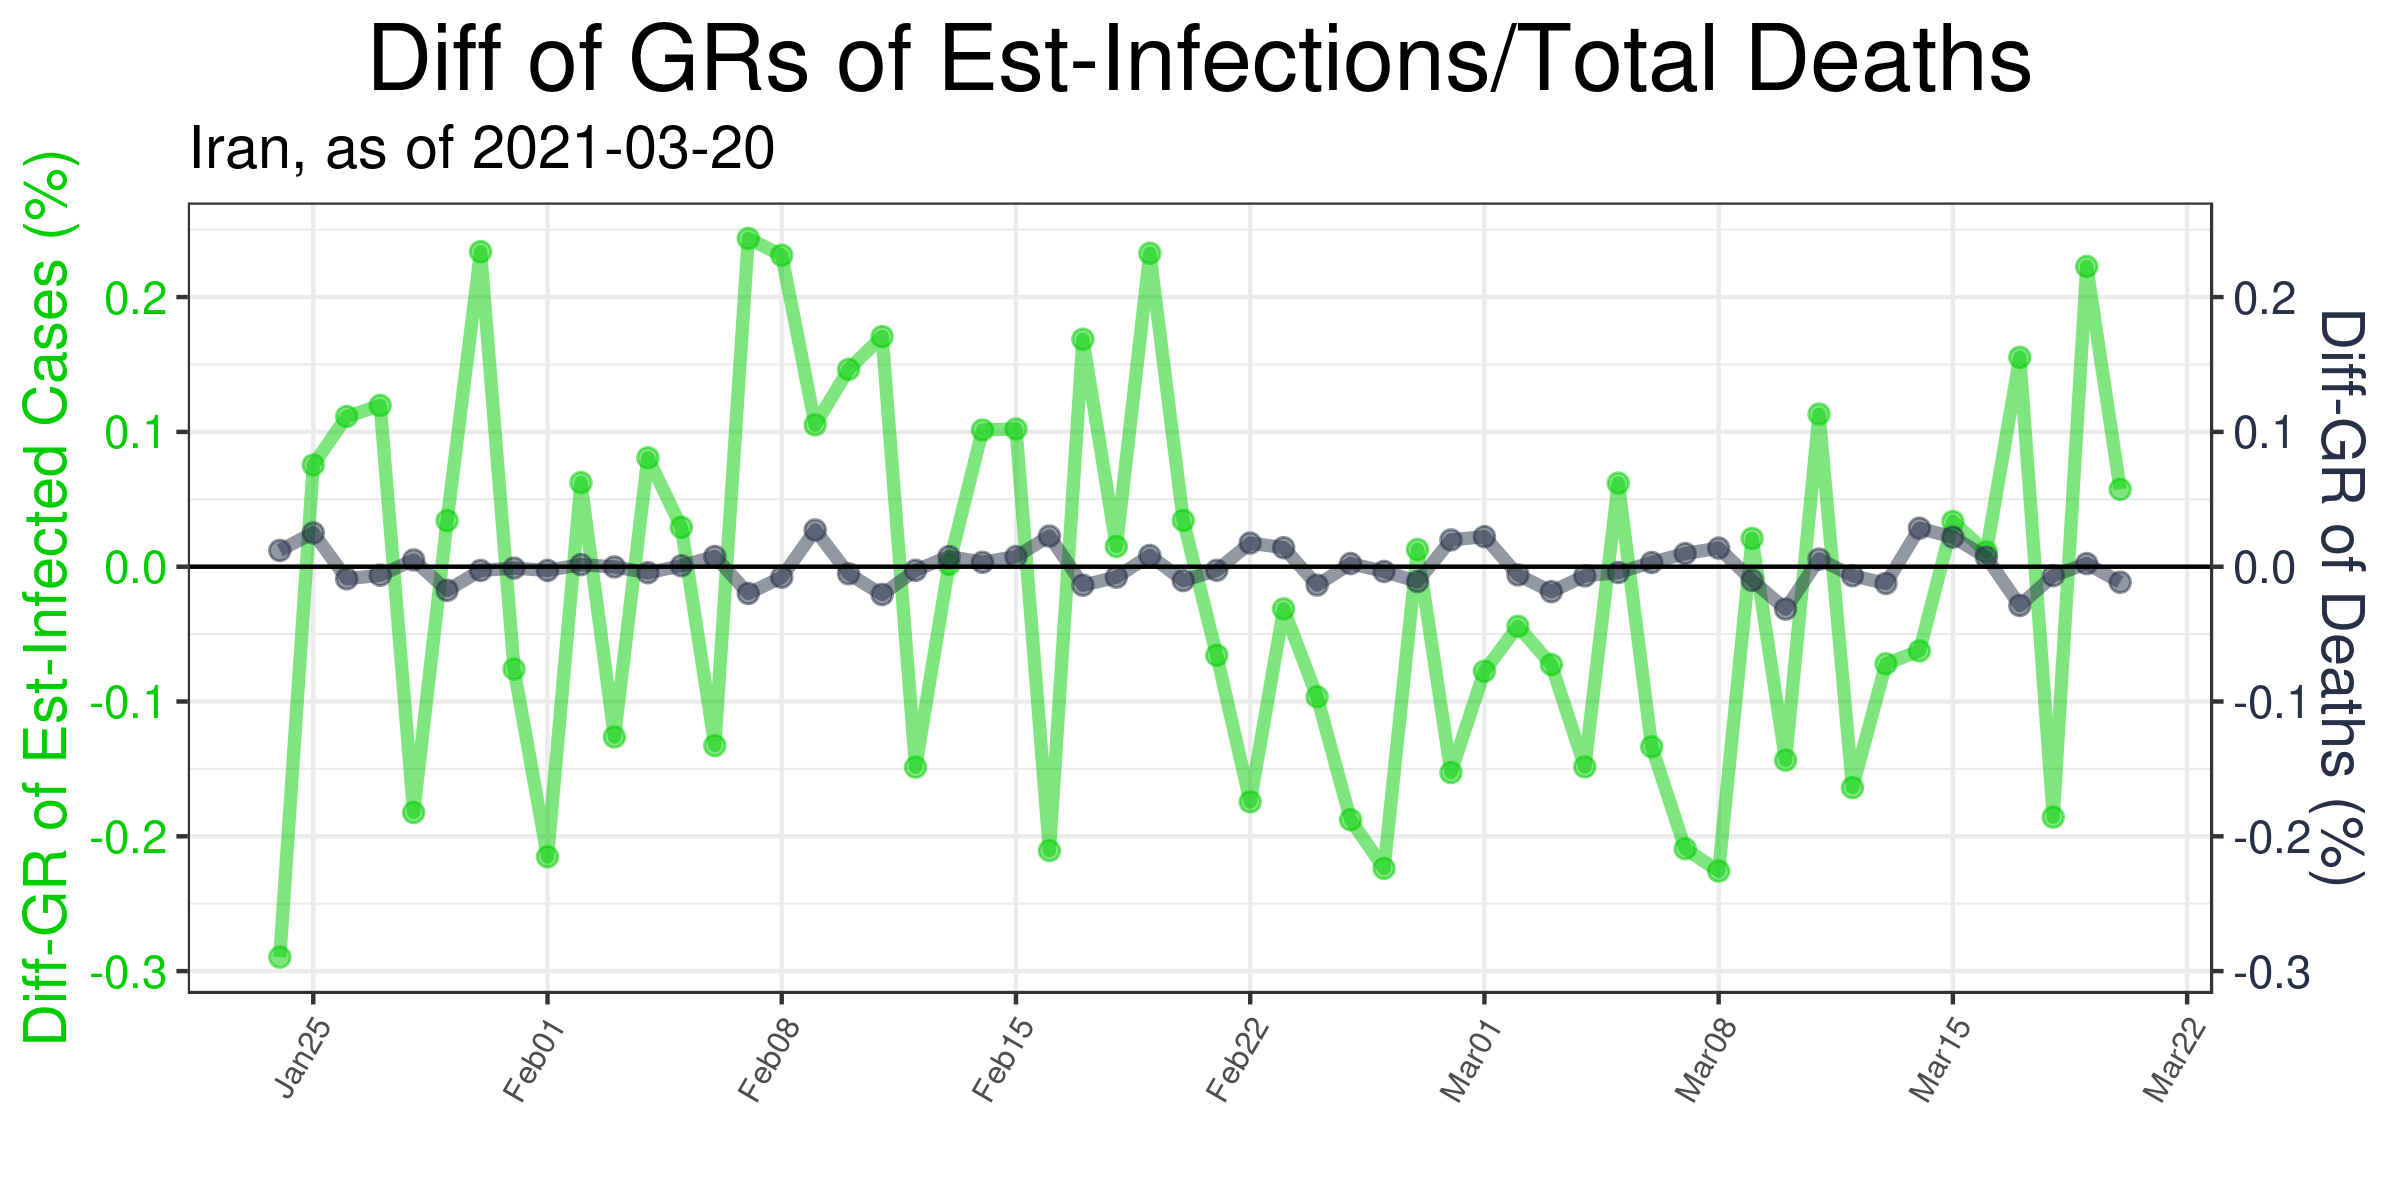 Diff of GRs of Est-Infections/Total Deaths
Iran, as of 2021-03-20
Diff-GR of Est-Infected Cases (%)
0.2
0.1
0.0
-0.1
-0.2
-0.3
0.2
0.1
0.0
-0.1
-0.2
-0.3
Diff-GR of Deaths (%)
Jan25
Feb01
Feb08
Feb15
Feb22
Mar01
Mar08
Mar15
Mar22